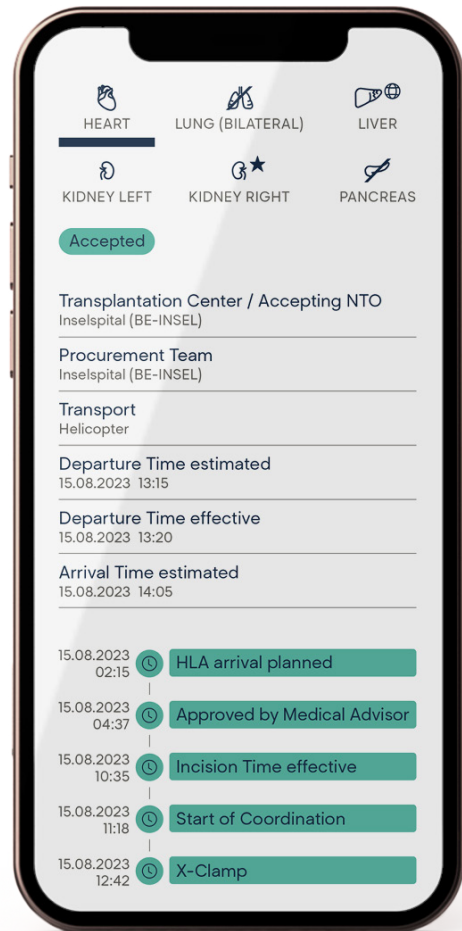 HEART
LUNG (BILATERAL)
LIVER
KIDNEY LEFT
KIDNEY RIGHT
PANCREAS
Accepted
Transplantation Center / Accepting NTO
Inselspital (BE-INSEL)
Procurement Team
Inselspital (BE-INSEL)
Transport
Helicopter
Departure Time estimated
15.08.2023 13:15
Departure Time effective
15.08.2023 13:20
Arrival Time estimated
15.08.2023 14:05
15.08.2023
02:15
HLA arrival planned
15.08.2023
04:37
Approved by Medical Advisor
15.08.2023
10:35
Incision Time effective
15.08.2023
11:18
Start of Coordination
15.08.2023
12:42
X-Clamp